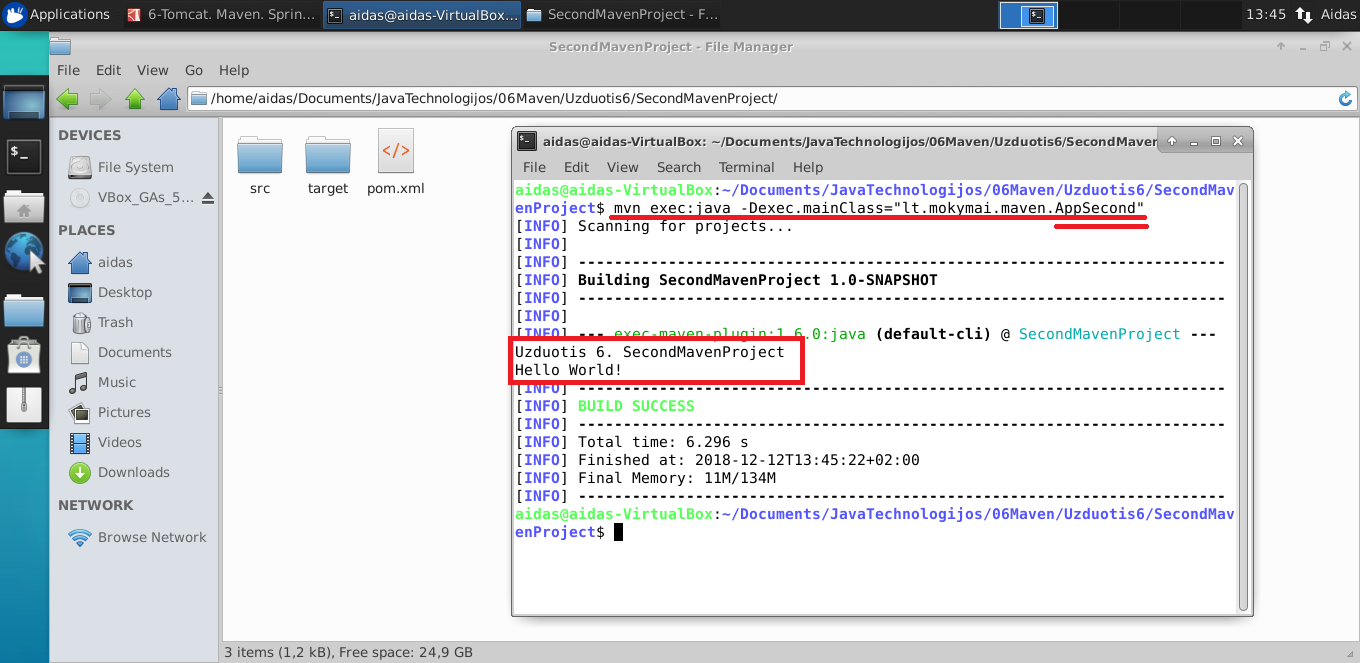 Applications
6-Tomcat. Maven. Sprin...
aidas@aidas-VirtualBox...
SecondMavenProject - F...
13:45
Aidas
SecondMavenProject - File Manager
File Edit View Go Help
/home/aidas/Documents/JavaTechnologijos/06Maven/Uzduotis6/SecondMavenProject/
DEVICES
File System
VBox_GAs_5...
PLACES
aidas
Desktop
Trash
Documents
Music
Pictures
Videos
Downloads
NETWORK
Browse Network
src
target
pom.xml
aidas@aidas-VirtualBox: ~/Documents/JavaTechnologijos/06Maven/Uzduotis6/SecondMaven
File Edit View Search Terminal Help
aidas@aidas-VirtualBox:~/Documents/JavaTechnologijos/06Maven/Uzduotis6/SecondMav
enProject$ mvn exec:java -Dexec.mainClass="lt.mokymai.maven.AppSecond"
[INFO] Scanning for projects...
[INFO]
[INFO] ------------------------------------------------------------------------
[INFO] Building SecondMavenProject 1.0-SNAPSHOT
[INFO] ------------------------------------------------------------------------
[INFO]
[INFO] --- exec-maven-plugin:1.6.0:java (default-cli) @ SecondMavenProject ---
Uzduotis 6. SecondMavenProject
Hello World!
[INFO] ------------------------------------------------------------------------
[INFO] BUILD SUCCESS
[INFO] ------------------------------------------------------------------------
[INFO] Total time: 6.296 s
[INFO] Finished at: 2018-12-12T13:45:22+02:00
[INFO] Final Memory: 11M/134M
[INFO] ------------------------------------------------------------------------
aidas@aidas-VirtualBox:~/Documents/JavaTechnologijos/06Maven/Uzduotis6/SecondMav
enProject$
3 items (1,2 kB), Free space: 24,9 GB